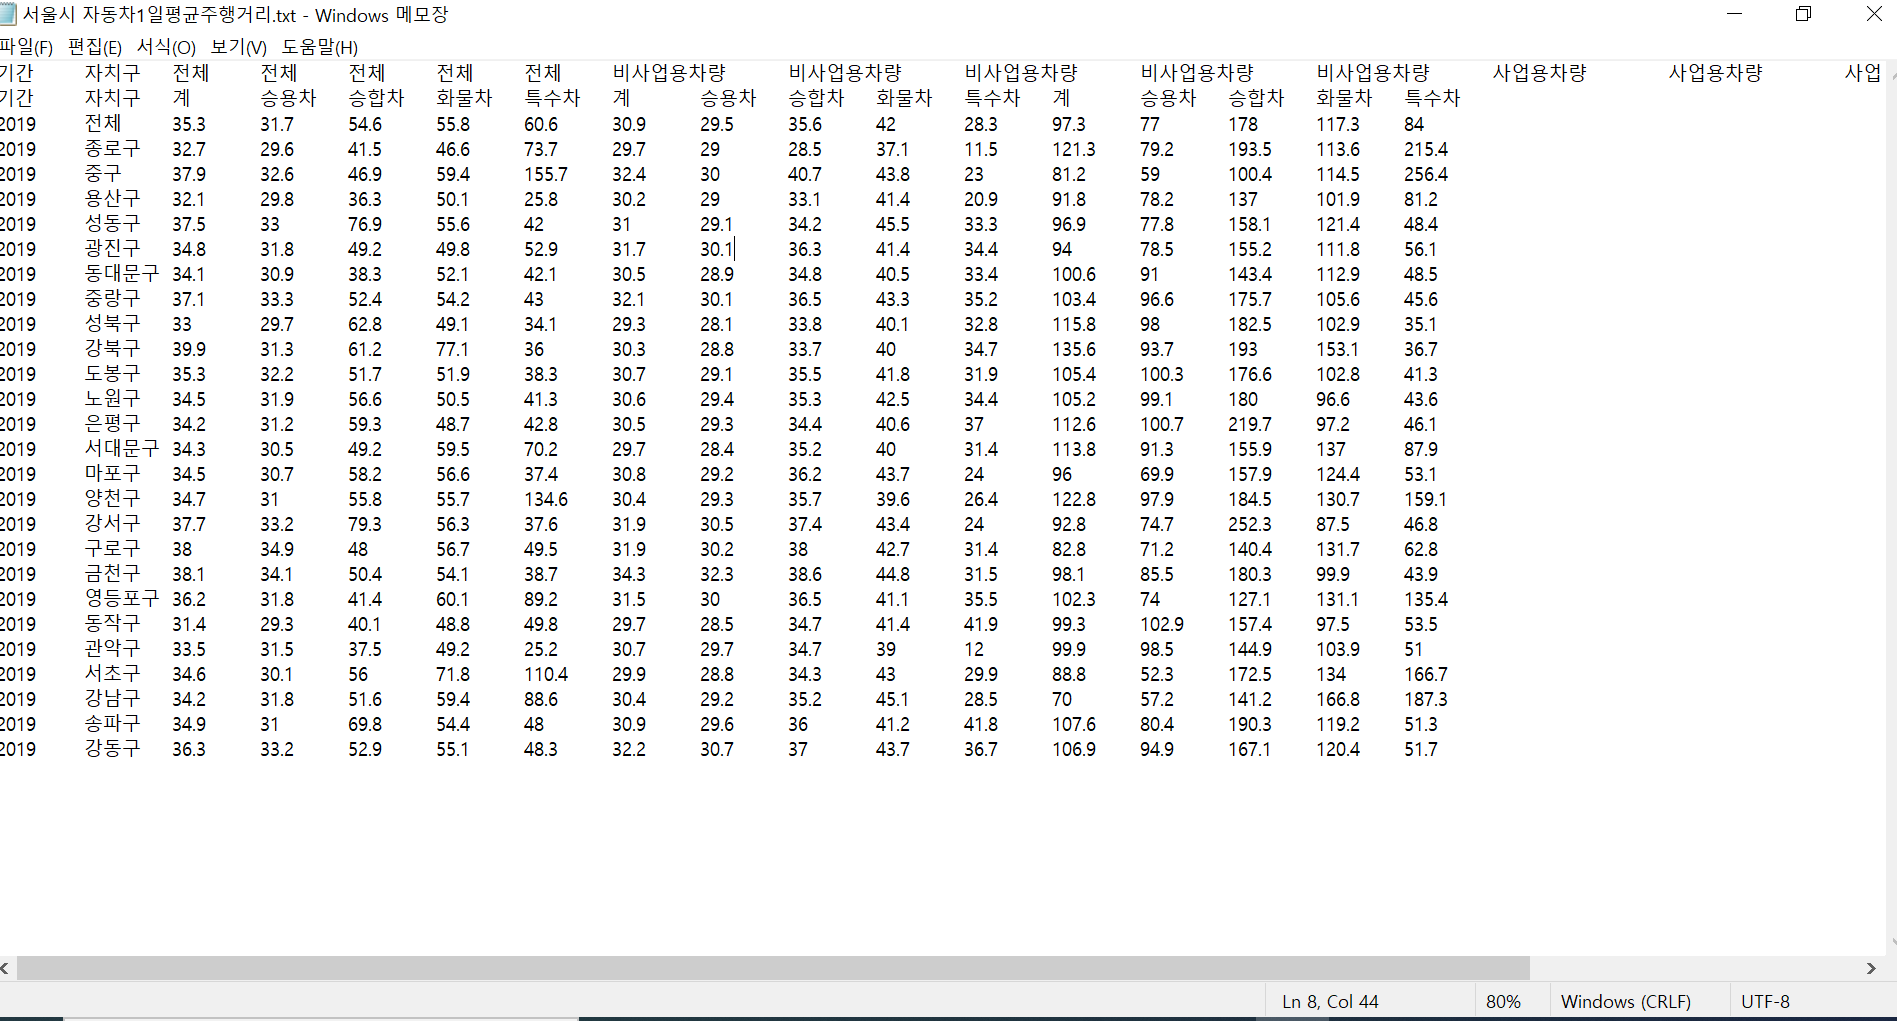 서울시 자동차1일평균주행거리.txt - Windows 메모장
파일(F) 편집(E) 서식(O) 보기(V) 도움말(H)
기간 자치구 전체 전체 전체 전체 전체 비사업용차량 비사업용차량 비사업용차량 비사업용차량 비사업용차량 사업용차량 사업용차량 사업
기간 자치구 계 승용차 승합차 화물차 특수차 계 승용차 승합차 화물차 특수차 계 승용차 승합차 화물차 특수차
2019 전체 35.3 31.7 54.6 55.8 60.6 30.9 29.5 35.6 42 28.3 97.3 77 178 117.3 84
2019 종로구 32.7 29.6 41.5 46.6 73.7 29.7 29 28.5 37.1 11.5 121.3 79.2 193.5 113.6 215.4
2019 중구 37.9 32.6 46.9 59.4 155.7 32.4 30 40.7 43.8 23 81.2 59 100.4 114.5 256.4
2019 용산구 32.1 29.8 36.3 50.1 25.8 30.2 29 33.1 41.4 20.9 91.8 78.2 137 101.9 81.2
2019 성동구 37.5 33 76.9 55.6 42 31 29.1 34.2 45.5 33.3 96.9 77.8 158.1 121.4 48.4
2019 광진구 34.8 31.8 49.2 49.8 52.9 31.7 30.1 36.3 41.4 34.4 94 78.5 155.2 111.8 56.1
2019 동대문구 34.1 30.9 38.3 52.1 42.1 30.5 28.9 34.8 40.5 33.4 100.6 91 143.4 112.9 48.5
2019 중랑구 37.1 33.3 52.4 54.2 43 32.1 30.1 36.5 43.3 35.2 103.4 96.6 175.7 105.6 45.6
2019 성북구 33 29.7 62.8 49.1 34.1 29.3 28.1 33.8 40.1 32.8 115.8 98 182.5 102.9 35.1
2019 강북구 39.9 31.3 61.2 77.1 36 30.3 28.8 33.7 40 34.7 135.6 93.7 193 153.1 36.7
2019 도봉구 35.3 32.2 51.7 51.9 38.3 30.7 29.1 35.5 41.8 31.9 105.4 100.3 176.6 102.8 41.3
2019 노원구 34.5 31.9 56.6 50.5 41.3 30.6 29.4 35.3 42.5 34.4 105.2 99.1 180 96.6 43.6
2019 은평구 34.2 31.2 59.3 48.7 42.8 30.5 29.3 34.4 40.6 37 112.6 100.7 219.7 97.2 46.1
2019 서대문구 34.3 30.5 49.2 59.5 70.2 29.7 28.4 35.2 40 31.4 113.8 91.3 155.9 137 87.9
2019 마포구 34.5 30.7 58.2 56.6 37.4 30.8 29.2 36.2 43.7 24 96 69.9 157.9 124.4 53.1
2019 양천구 34.7 31 55.8 55.7 134.6 30.4 29.3 35.7 39.6 26.4 122.8 97.9 184.5 130.7 159.1
2019 강서구 37.7 33.2 79.3 56.3 37.6 31.9 30.5 37.4 43.4 24 92.8 74.7 252.3 87.5 46.8
2019 구로구 38 34.9 48 56.7 49.5 31.9 30.2 38 42.7 31.4 82.8 71.2 140.4 131.7 62.8
2019 금천구 38.1 34.1 50.4 54.1 38.7 34.3 32.3 38.6 44.8 31.5 98.1 85.5 180.3 99.9 43.9
2019 영등포구 36.2 31.8 41.4 60.1 89.2 31.5 30 36.5 41.1 35.5 102.3 74 127.1 131.1 135.4
2019 동작구 31.4 29.3 40.1 48.8 49.8 29.7 28.5 34.7 41.4 41.9 99.3 102.9 157.4 97.5 53.5
2019 관악구 33.5 31.5 37.5 49.2 25.2 30.7 29.7 34.7 39 12 99.9 98.5 144.9 103.9 51
2019 서초구 34.6 30.1 56 71.8 110.4 29.9 28.8 34.3 43 29.9 88.8 52.3 172.5 134 166.7
2019 강남구 34.2 31.8 51.6 59.4 88.6 30.4 29.2 35.2 45.1 28.5 70 57.2 141.2 166.8 187.3
2019 송파구 34.9 31 69.8 54.4 48 30.9 29.6 36 41.2 41.8 107.6 80.4 190.3 119.2 51.3
2019 강동구 36.3 33.2 52.9 55.1 48.3 32.2 30.7 37 43.7 36.7 106.9 94.9 167.1 120.4 51.7
Ln 8, Col 44 80% Windows (CRLF) UTF-8